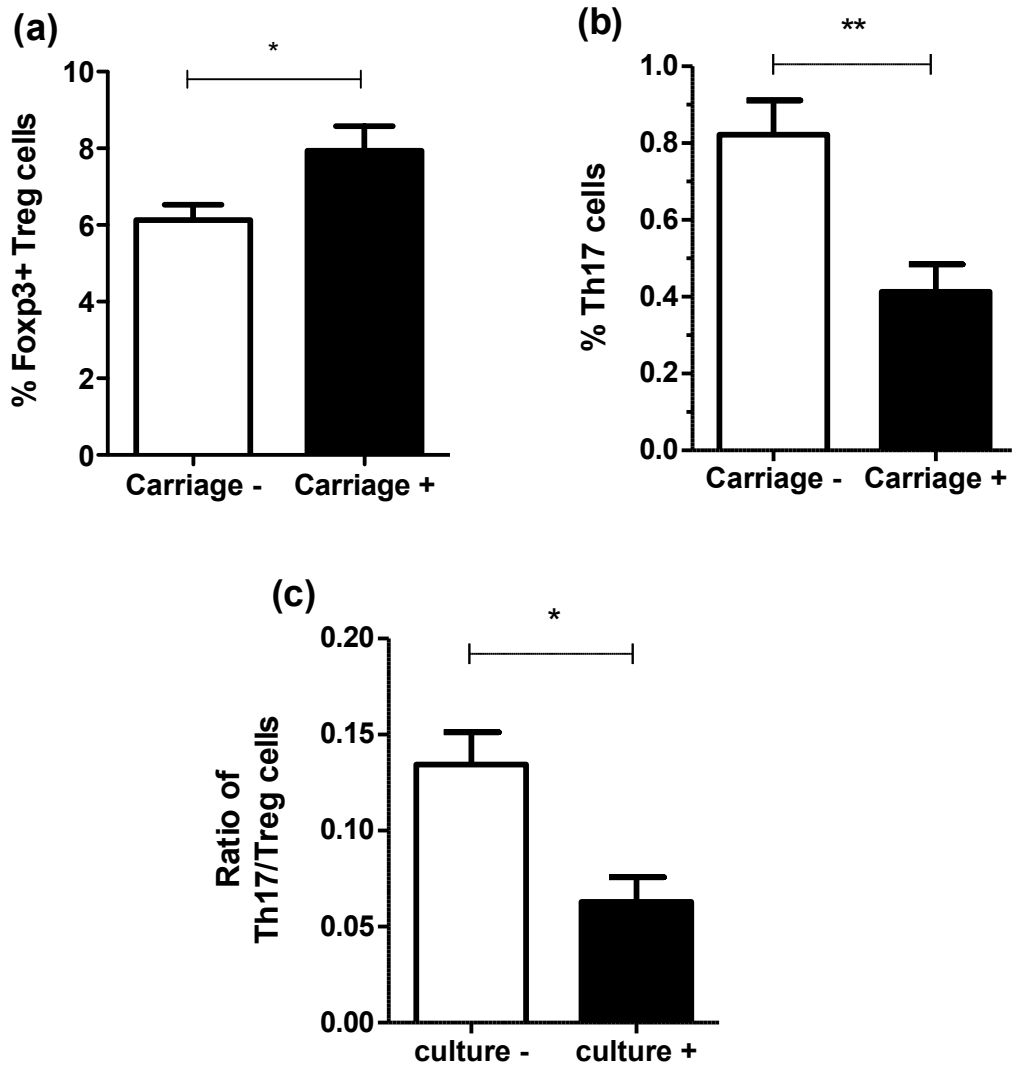 (a)
*
% Foxp3+ Treg cells
10
8
6
4
2
0
Carriage -
Carriage +
(b)
**
% Th17 cells
1.0
0.8
0.6
0.4
0.2
0.0
Carriage -
Carriage +
(c)
*
Ratio of
Th17/Treg cells
0.20
0.15
0.10
0.05
0.00
culture -
culture +